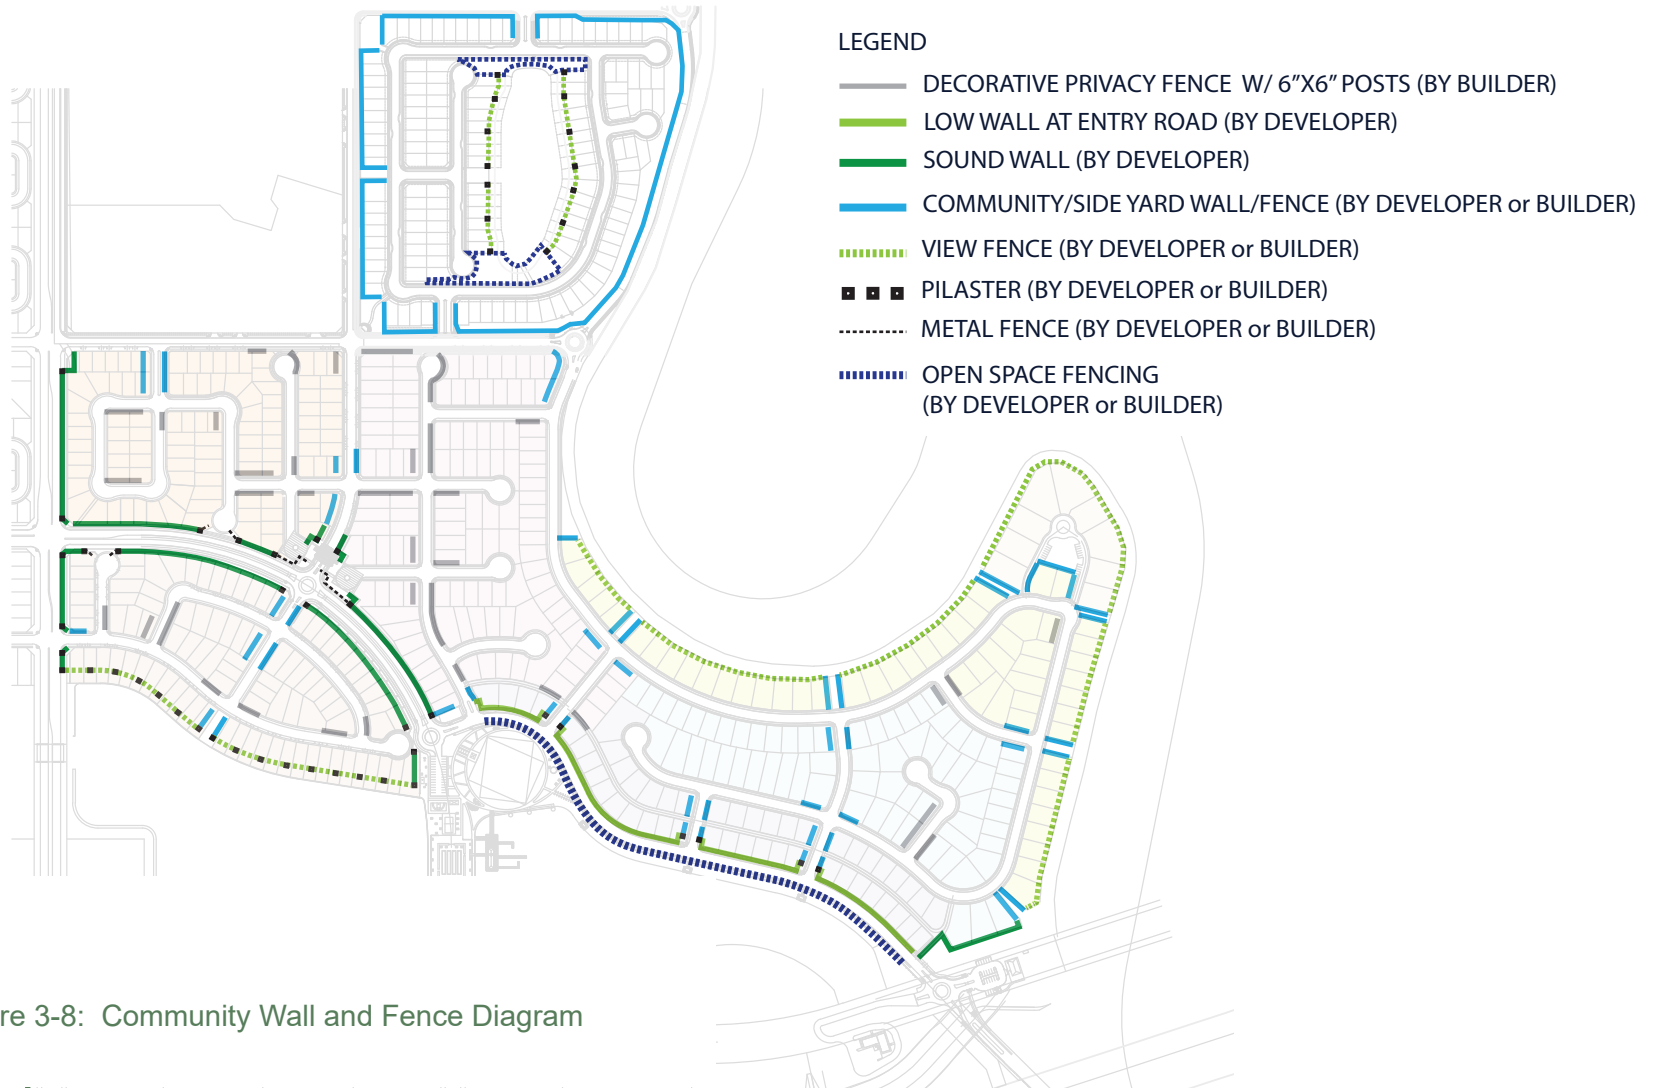 LEGEND
DECORATIVE PRIVACY FENCE W/ 6”X6” POSTS (BY BUILDER)
LOW WALL AT ENTRY ROAD (BY DEVELOPER)
SOUND WALL (BY DEVELOPER)
COMMUNITY/SIDE YARD WALL/FENCE (BY DEVELOPER or BUILDER)
VIEW FENCE (BY DEVELOPER or BUILDER)
PILASTER (BY DEVELOPER or BUILDER)
METAL FENCE (BY DEVELOPER or BUILDER)
OPEN SPACE FENCING
(BY DEVELOPER or BUILDER)
re 3-8: Community Wall and Fence Diagram